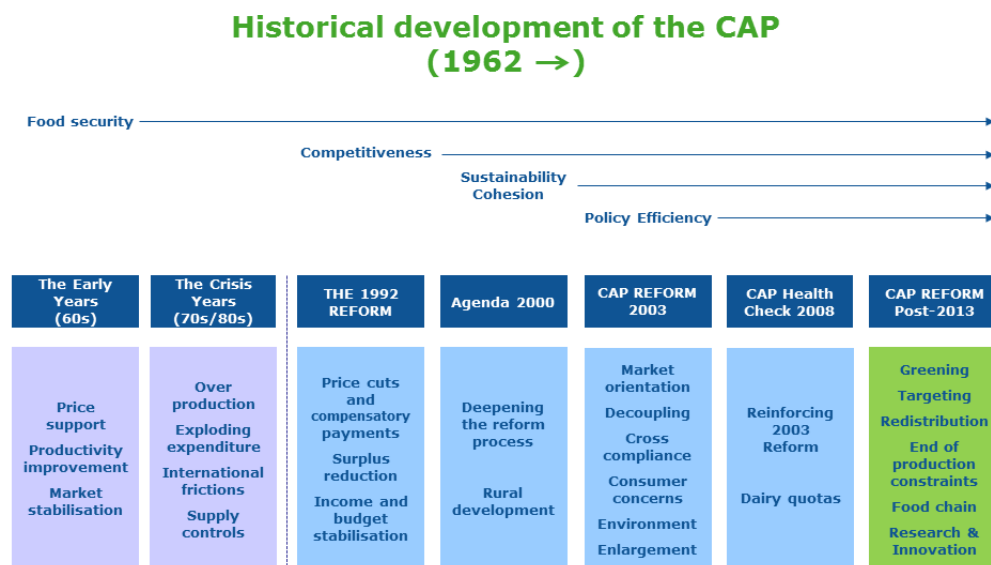 Historical development of the CAP
(1962 →)
Food security
Competitiveness
Sustainability
Cohesion
Policy Efficiency
The Early
Years
(60s)
The Crisis
Years
(70s/80s)
THE 1992
REFORM
Agenda 2000
CAP REFORM
2003
CAP Health
Check 2008
CAP REFORM
Post-2013
Price
support
Productivity
improvement
Market
stabilisation
Over
production
Exploding
expenditure
International
frictions
Supply
controls
Price cuts
and
compensatory
payments
Surplus
reduction
Income and
budget
stabilisation
Deepening
the reform
process
Rural
development
Market
orientation
Decoupling
Cross
compliance
Consumer
concerns
Environment
Enlargement
Reinforcing
2003
Reform
Dairy quotas
Greening
Targeting
Redistribution
End of
production
constraints
Food chain
Research &
Innovation